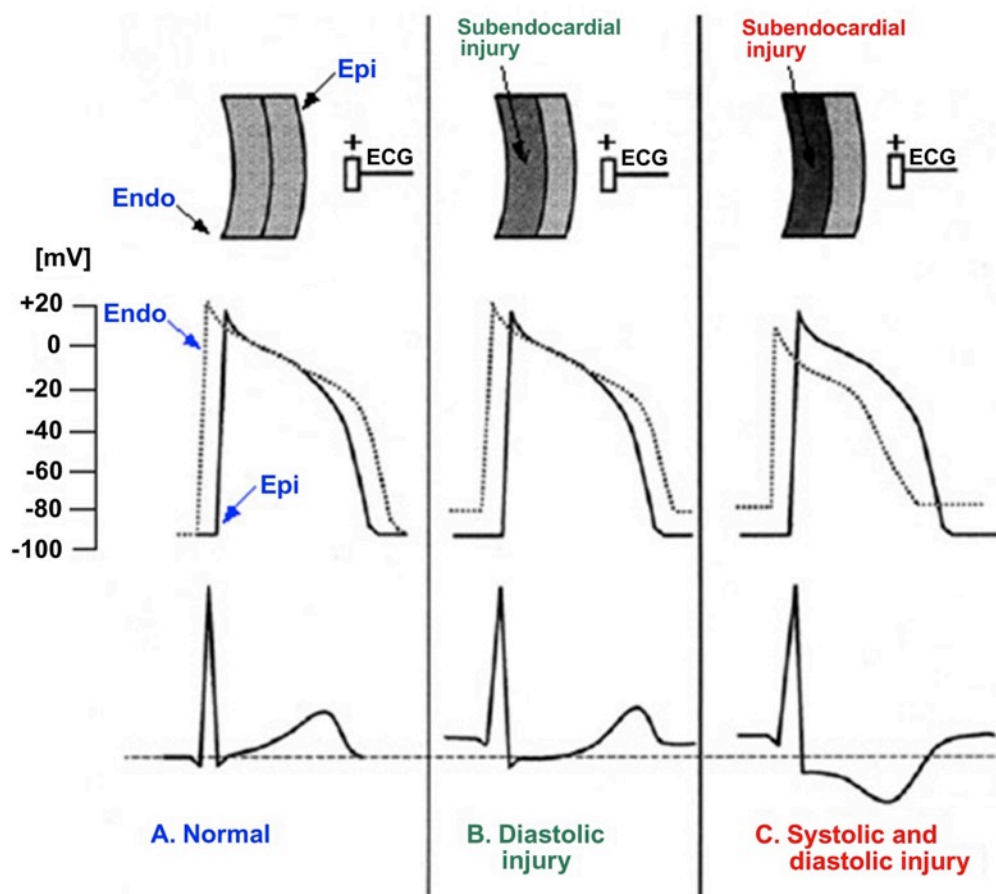 Subendocardial
injury
Subendocardial
injury
Epi
+
ECG
+
ECG
+
ECG
Endo
[mV]
+20
0
-20
-40
-60
-80
-100
Endo
Epi
A. Normal
B. Diastolic
injury
C. Systolic and
diastolic injury